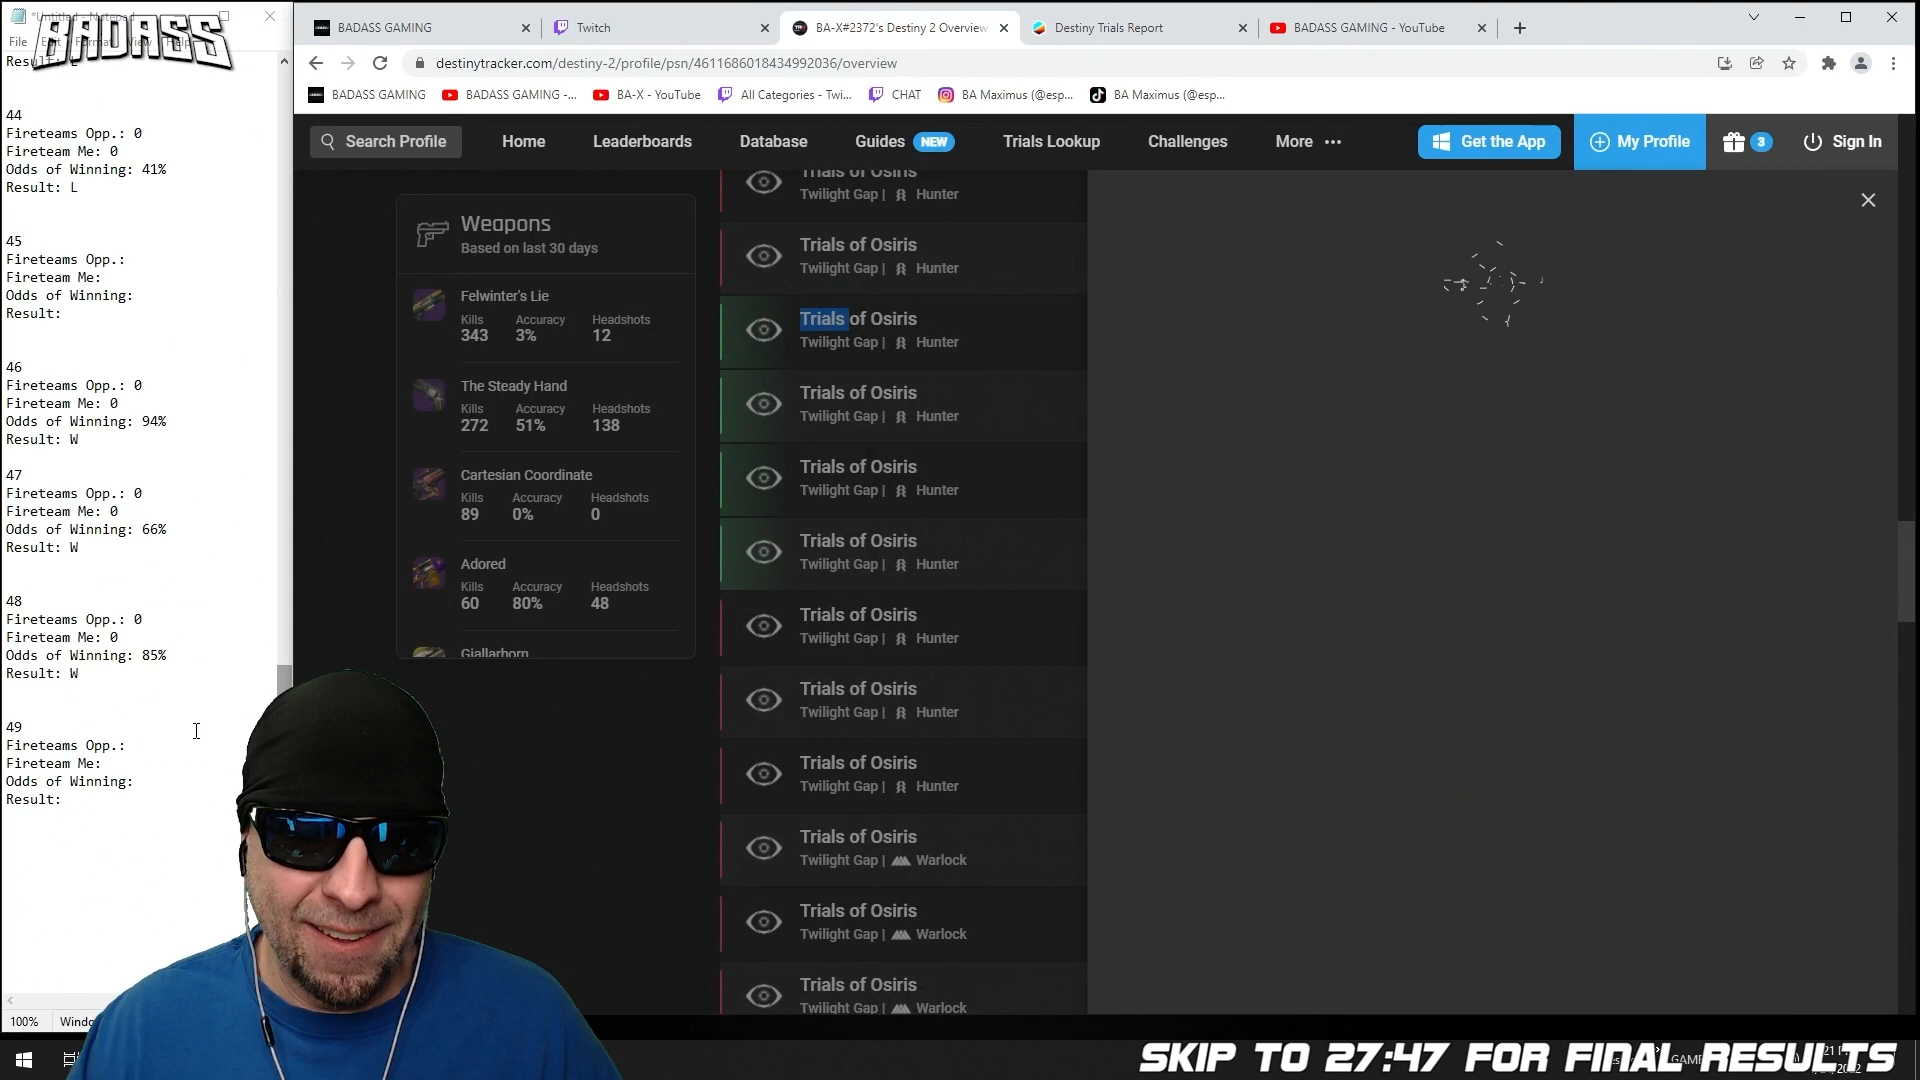 *Untitled - Notepad
BADASS
File Edit Format View Help
Result: L
44
Fireteams Opp.: 0
Fireteam Me: 0
Odds of Winning: 41%
Result: L
45
Fireteams Opp.:
Fireteam Me:
Odds of Winning:
Result:
46
Fireteams Opp.: 0
Fireteam Me: 0
Odds of Winning: 94%
Result: W
47
Fireteams Opp.: 0
Fireteam Me: 0
Odds of Winning: 66%
Result: W
48
Fireteams Opp.: 0
Fireteam Me: 0
Odds of Winning: 85%
Result: W
49
Fireteams Opp.:
Fireteam Me:
Odds of Winning:
Result:
100%
BADASS GAMING
Twitch
BA-X#2372's Destiny 2 Overview
Destiny Trials Report
BADASS GAMING - YouTube
destinytracker.com/destiny-2/profile/psn/4611686018434992036/overview
BADASS GAMING
BADASS GAMING -...
BA-X - YouTube
All Categories - Twi...
CHAT
BA Maximus (@esp...
BA Maximus (@esp...
Search Profile
Home
Leaderboards
Database
Guides NEW
Trials Lookup
Challenges
More
Get the App
My Profile
3
Sign In
Weapons
Based on last 30 days
Felwinter's Lie
Kills Accuracy Headshots
343 3% 12
The Steady Hand
Kills Accuracy Headshots
272 51% 138
Cartesian Coordinate
Kills Accuracy Headshots
89 0% 0
Adored
Kills Accuracy Headshots
60 80% 48
Gjallarhorn
Trials of Osiris
Twilight Gap | Hunter
Trials of Osiris
Twilight Gap | Hunter
Trials of Osiris
Twilight Gap | Hunter
Trials of Osiris
Twilight Gap | Hunter
Trials of Osiris
Twilight Gap | Hunter
Trials of Osiris
Twilight Gap | Hunter
Trials of Osiris
Twilight Gap | Hunter
Trials of Osiris
Twilight Gap | Hunter
Trials of Osiris
Twilight Gap | Hunter
Trials of Osiris
Twilight Gap | Warlock
Trials of Osiris
Twilight Gap | Warlock
Trials of Osiris
Twilight Gap | Warlock
SKIP TO 27:47 FOR FINAL RESULTS